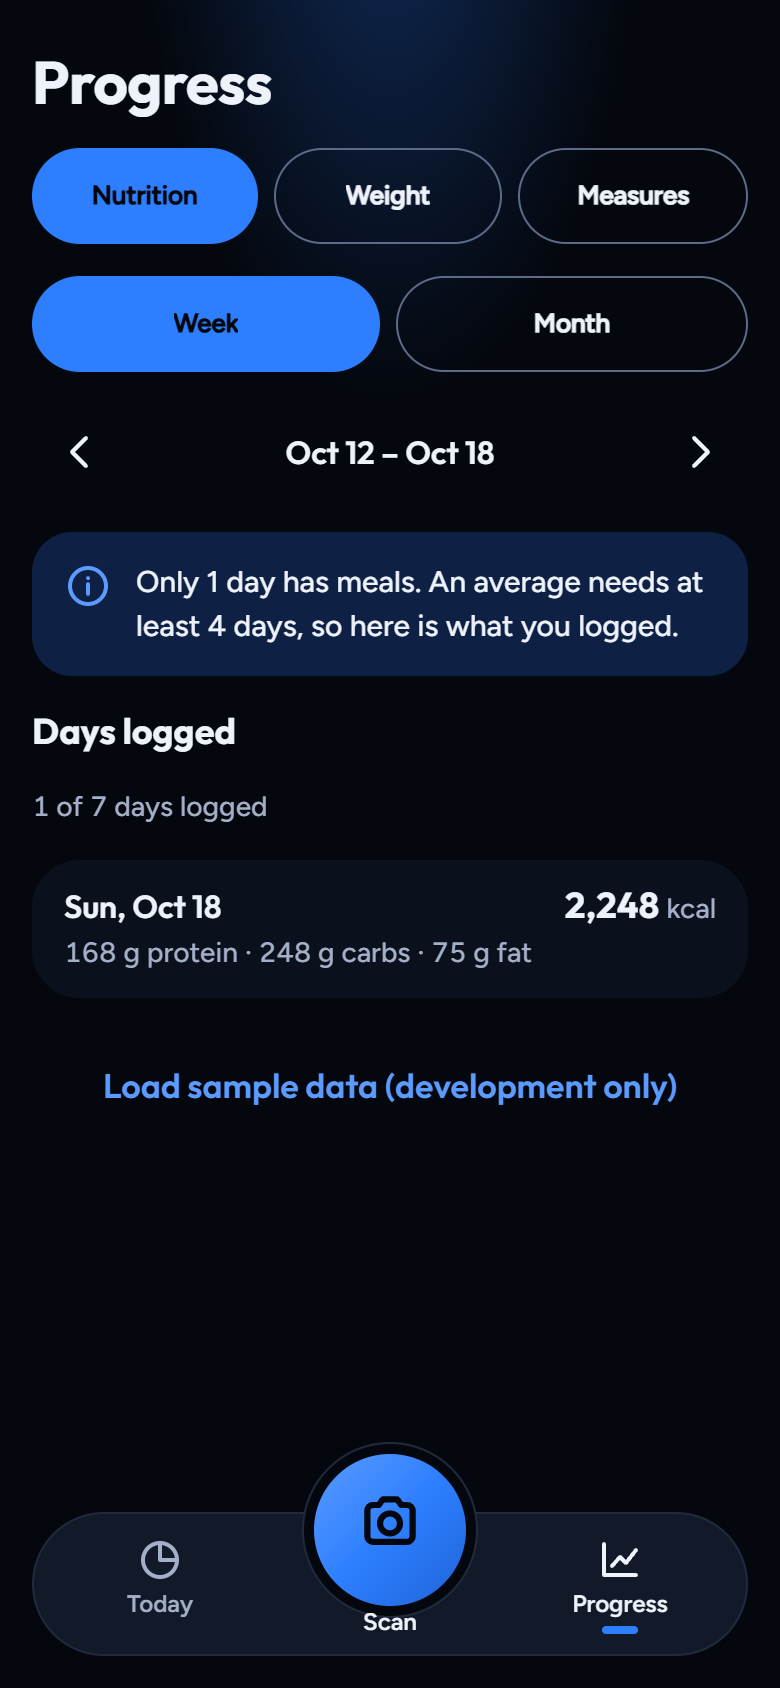 Progress
Nutrition Weight Measures
Week Month
Oct 12 – Oct 18
Only 1 day has meals. An average needs at
least 4 days, so here is what you logged.
Days logged
1 of 7 days logged
Sun, Oct 18 2,248 kcal
168 g protein · 248 g carbs · 75 g fat
Load sample data (development only)
Today Scan Progress